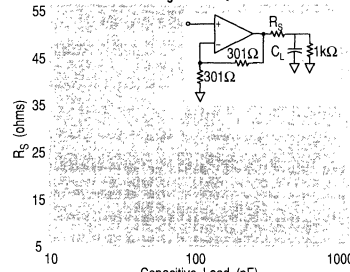 55
45
35
25
15
5
R_S (ohms)
10
100
1000
Capacitive Load (pF)
R_S
301Ω
C_L
1kΩ
301Ω